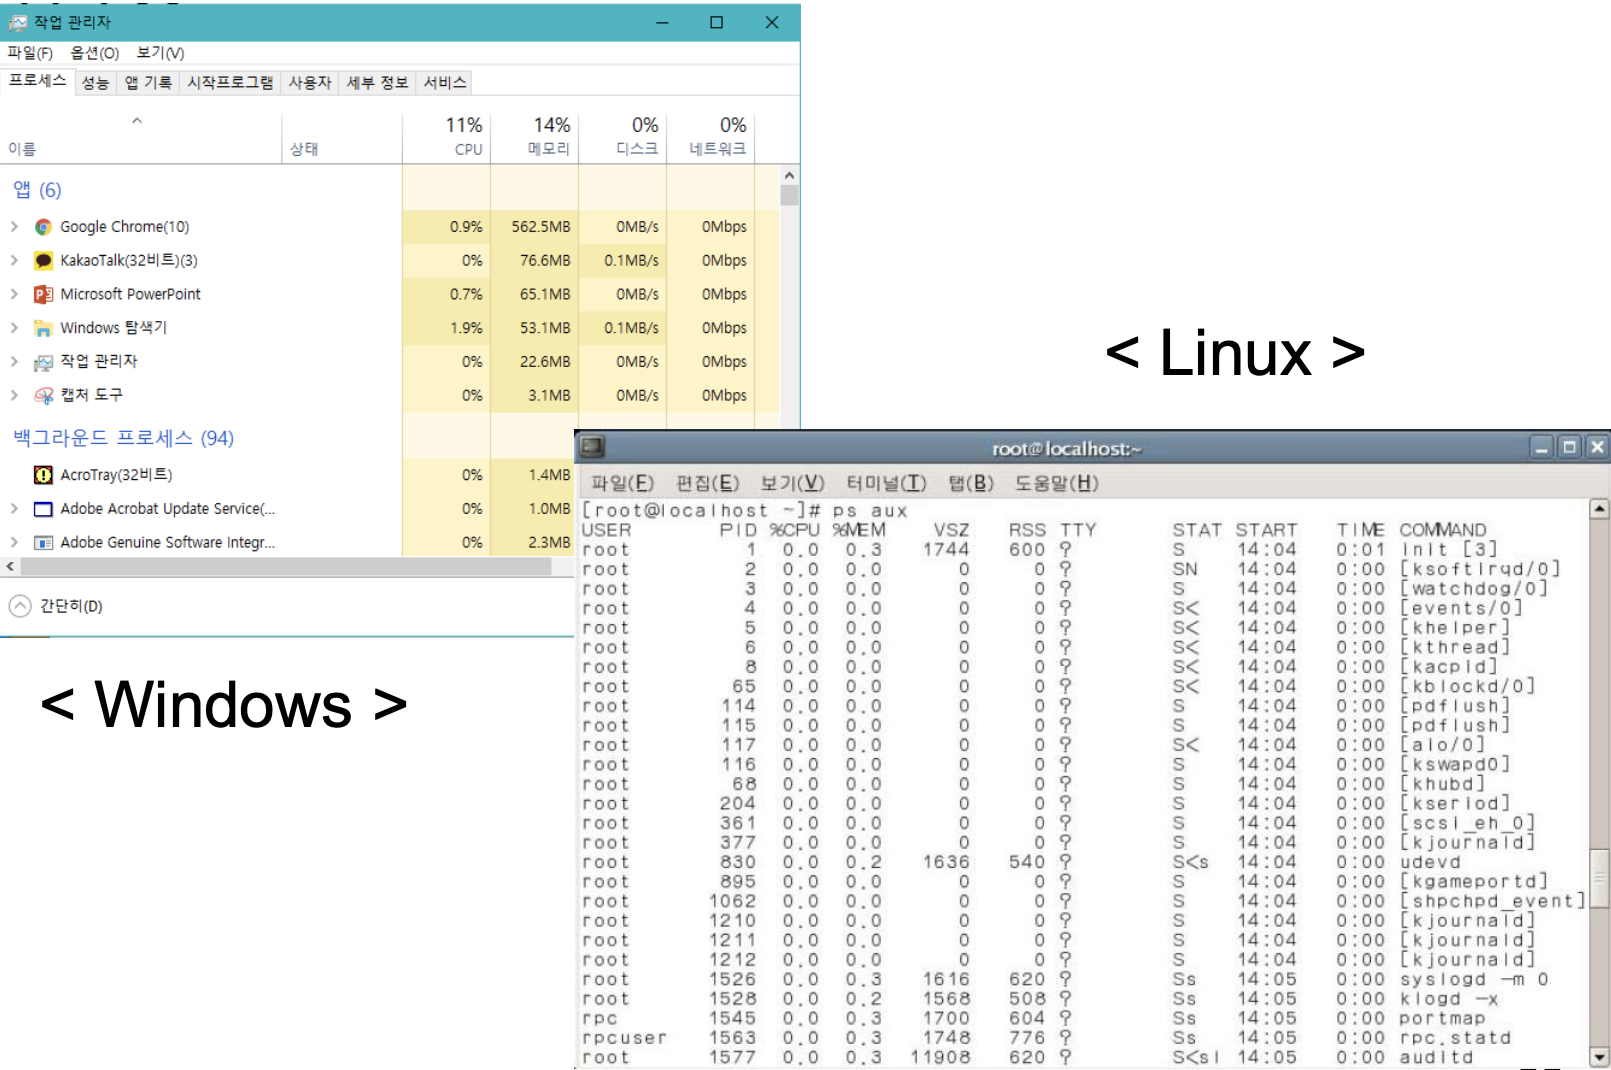 작업 관리자
파일(F) 옵션(O) 보기(V)
프로세스 성능 앱 기록 시작프로그램 사용자 세부 정보 서비스
11% 14% 0% 0%
이름 상태 CPU 메모리 디스크 네트워크
앱 (6)
Google Chrome(10) 0.9% 562.5MB 0MB/s 0Mbps
KakaoTalk(32비트)(3) 0% 76.6MB 0.1MB/s 0Mbps
Microsoft PowerPoint 0.7% 65.1MB 0MB/s 0Mbps
Windows 탐색기 1.9% 53.1MB 0.1MB/s 0Mbps
작업 관리자 0% 22.6MB 0MB/s 0Mbps
캡처 도구 0% 3.1MB 0MB/s 0Mbps
백그라운드 프로세스 (94)
AcroTray(32비트) 0% 1.4MB
Adobe Acrobat Update Service(... 0% 1.0MB
Adobe Genuine Software Integr... 0% 2.3MB
간단히(D)
< Windows >
< Linux >
root@localhost:~
파일(F) 편집(E) 보기(V) 터미널(T) 탭(B) 도움말(H)
[root@localhost ~]# ps aux
USER PID %CPU %MEM VSZ RSS TTY STAT START TIME COMMAND
root 1 0.0 0.3 1744 600 ? S 14:04 0:01 init [3]
root 2 0.0 0.0 0 0 ? SN 14:04 0:00 [ksoftirqd/0]
root 3 0.0 0.0 0 0 ? S 14:04 0:00 [watchdog/0]
root 4 0.0 0.0 0 0 ? S< 14:04 0:00 [events/0]
root 5 0.0 0.0 0 0 ? S< 14:04 0:00 [khelper]
root 6 0.0 0.0 0 0 ? S< 14:04 0:00 [kthread]
root 8 0.0 0.0 0 0 ? S< 14:04 0:00 [kacpid]
root 65 0.0 0.0 0 0 ? S< 14:04 0:00 [kblockd/0]
root 114 0.0 0.0 0 0 ? S 14:04 0:00 [pdflush]
root 115 0.0 0.0 0 0 ? S 14:04 0:00 [pdflush]
root 117 0.0 0.0 0 0 ? S< 14:04 0:00 [aio/0]
root 116 0.0 0.0 0 0 ? S 14:04 0:00 [kswapd0]
root 68 0.0 0.0 0 0 ? S 14:04 0:00 [khubd]
root 204 0.0 0.0 0 0 ? S 14:04 0:00 [kseriod]
root 361 0.0 0.0 0 0 ? S 14:04 0:00 [scsi_eh_0]
root 377 0.0 0.0 0 0 ? S 14:04 0:00 [kjournald]
root 830 0.0 0.2 1636 540 ? S<s 14:04 0:00 udevd
root 895 0.0 0.0 0 0 ? S 14:04 0:00 [kgameportd]
root 1062 0.0 0.0 0 0 ? S 14:04 0:00 [shpchpd_event]
root 1210 0.0 0.0 0 0 ? S 14:04 0:00 [kjournald]
root 1211 0.0 0.0 0 0 ? S 14:04 0:00 [kjournald]
root 1212 0.0 0.0 0 0 ? S 14:04 0:00 [kjournald]
root 1526 0.0 0.3 1616 620 ? Ss 14:05 0:00 syslogd -m 0
root 1528 0.0 0.2 1568 508 ? Ss 14:05 0:00 klogd -x
rpc 1545 0.0 0.3 1700 604 ? Ss 14:05 0:00 portmap
rpcuser 1563 0.0 0.3 1748 776 ? Ss 14:05 0:00 rpc.statd
root 1577 0.0 0.3 11908 620 ? S<sl 14:05 0:00 auditd